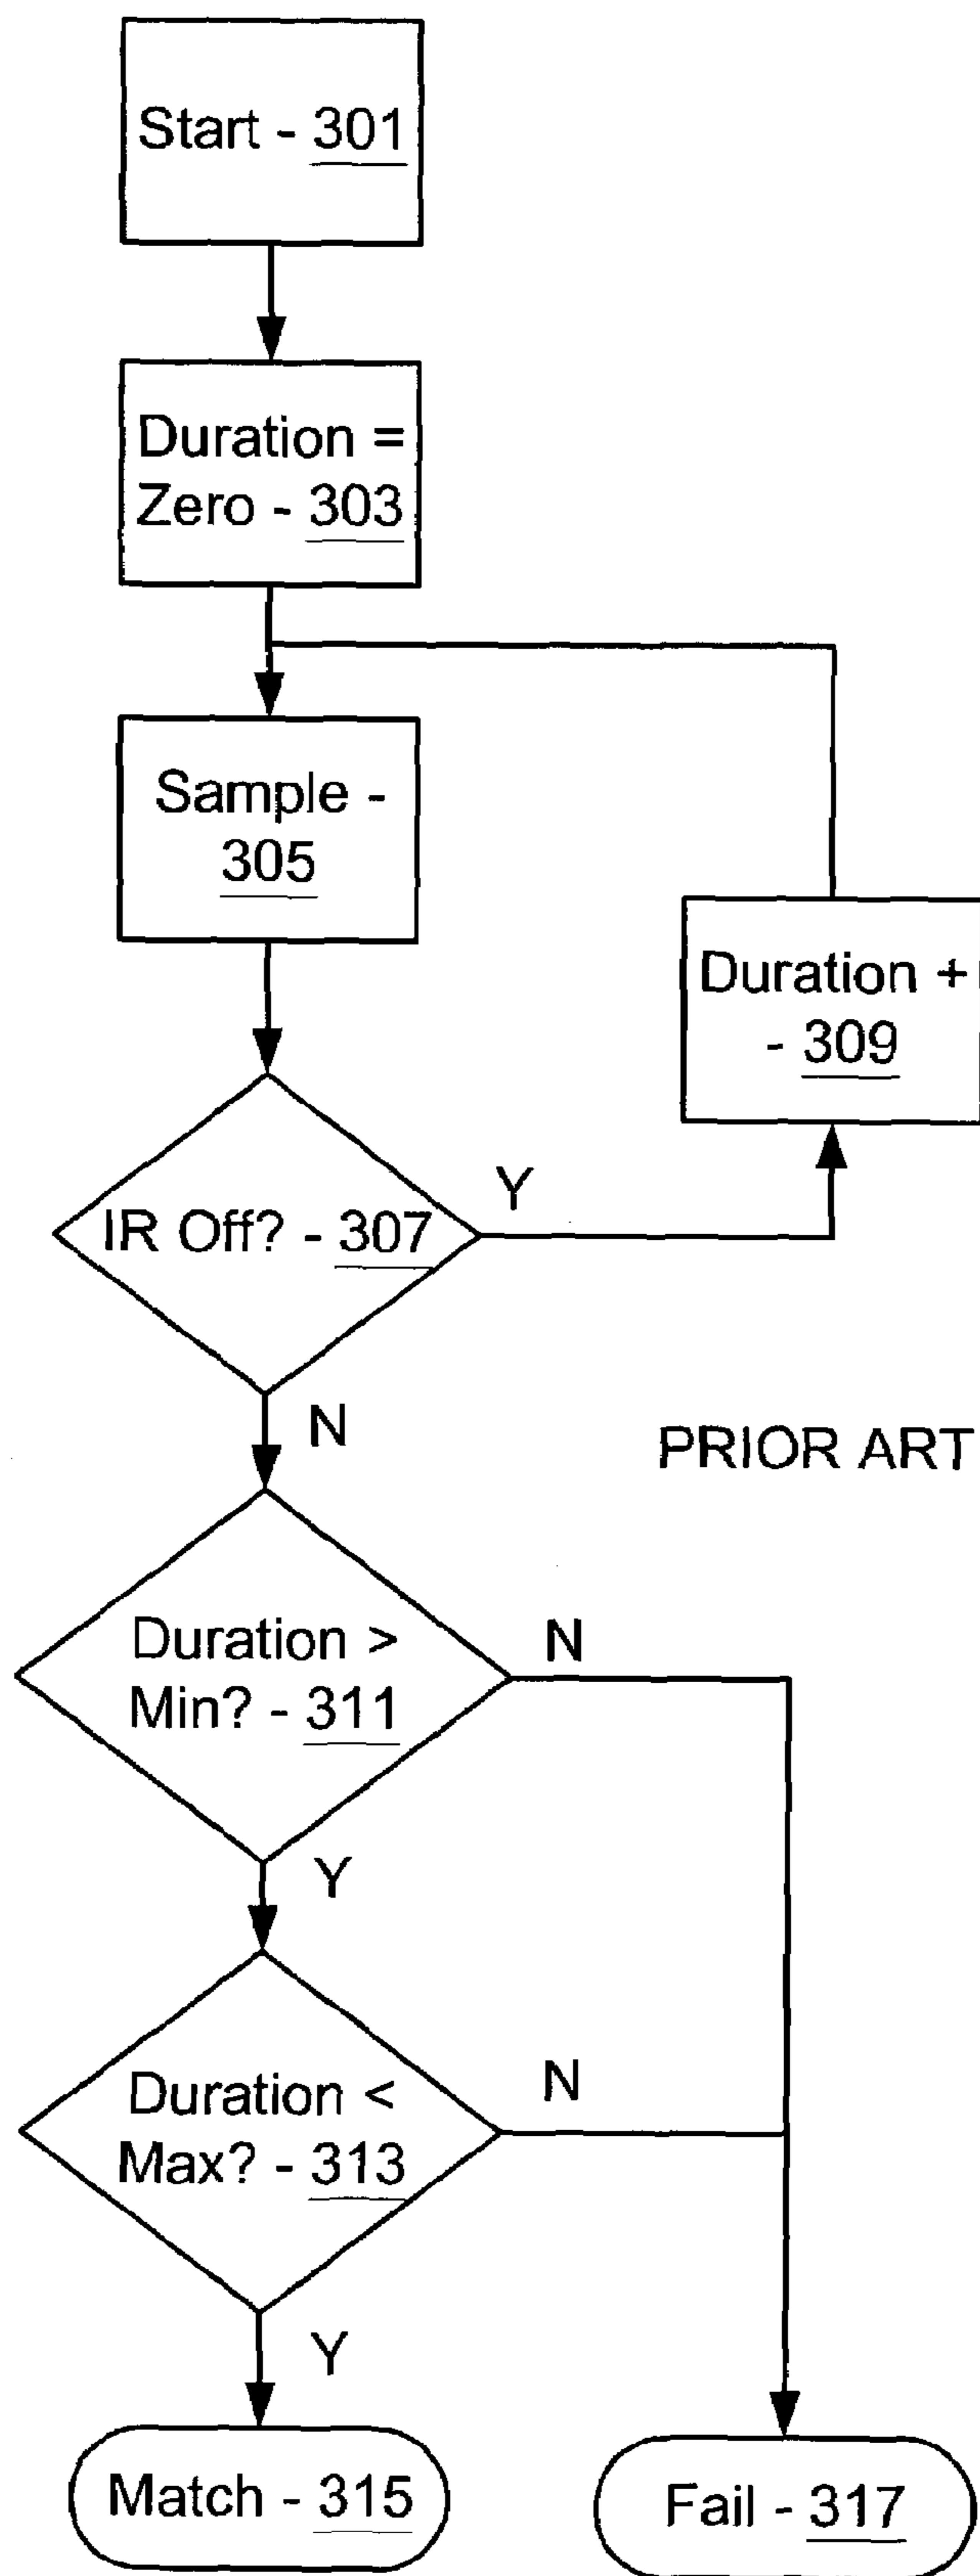 Start - 301
Duration =
Zero - 303
Sample -
305
Duration +
- 309
IR Off? - 307
Y
N
PRIOR ART
Duration >
Min? - 311
N
Y
Duration <
Max? - 313
N
Y
Match - 315
Fail - 317